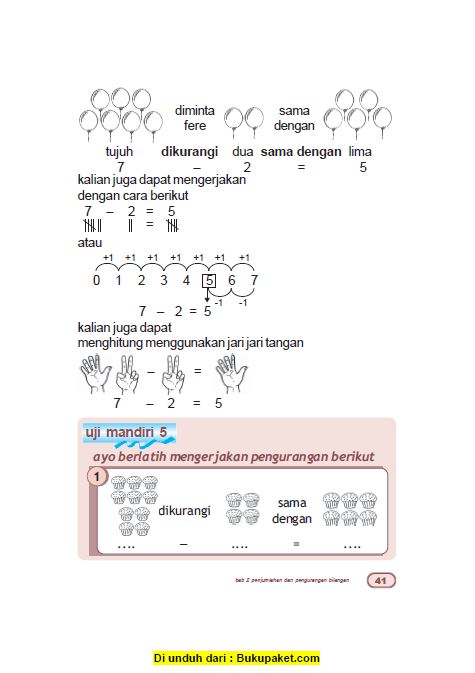 diminta sama
fere dengan
tujuh dikurangi dua sama dengan lima
7 – 2 = 5
kalian juga dapat mengerjakan
dengan cara berikut
7 – 2 = 5
=
atau
+1 +1 +1 +1 +1 +1 +1
0 1 2 3 4 5 6 7
-1 -1
7 – 2 = 5
kalian juga dapat
menghitung menggunakan jari jari tangan
– =
7 – 2 = 5
uji mandiri 5
ayo berlatih mengerjakan pengurangan berikut
1
dikurangi sama
dengan
.... – .... = ....
bab 2 penjumlahan dan pengurangan bilangan 41
Di unduh dari : Bukupaket.com